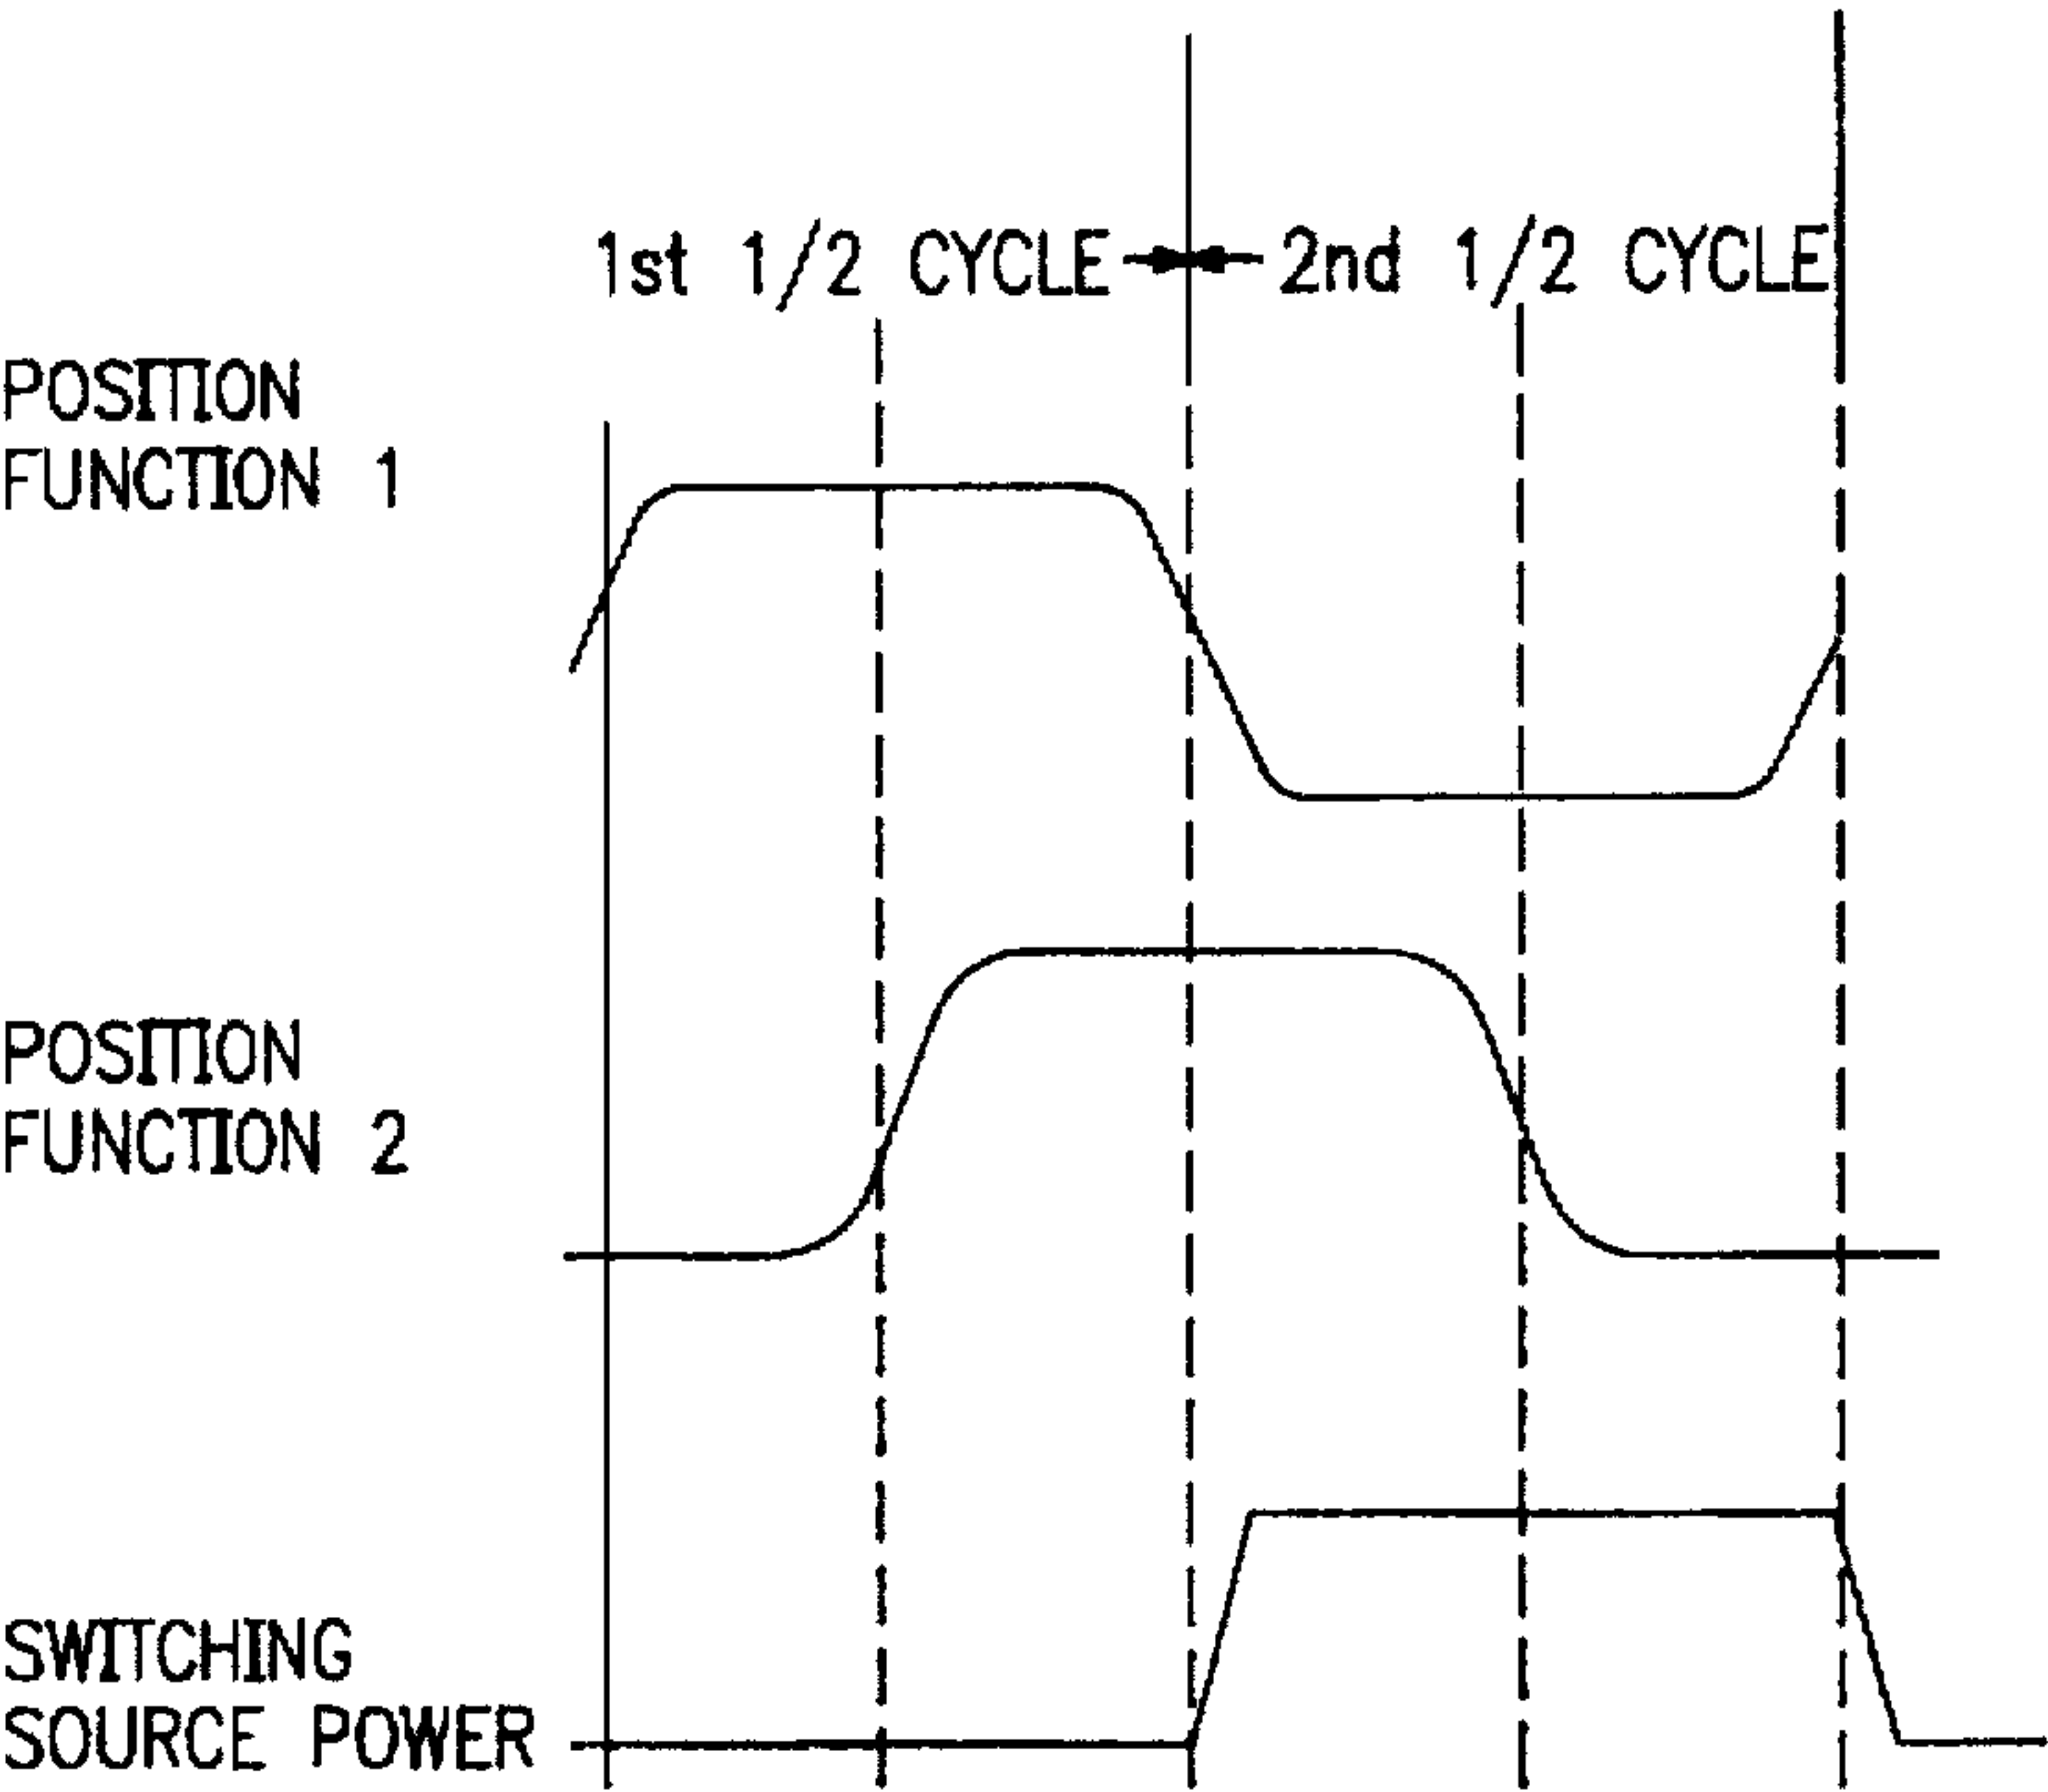 1st 1/2 CYCLE 2nd 1/2 CYCLE
POSITION
FUNCTION 1
POSITION
FUNCTION 2
SWITCHING
SOURCE POWER